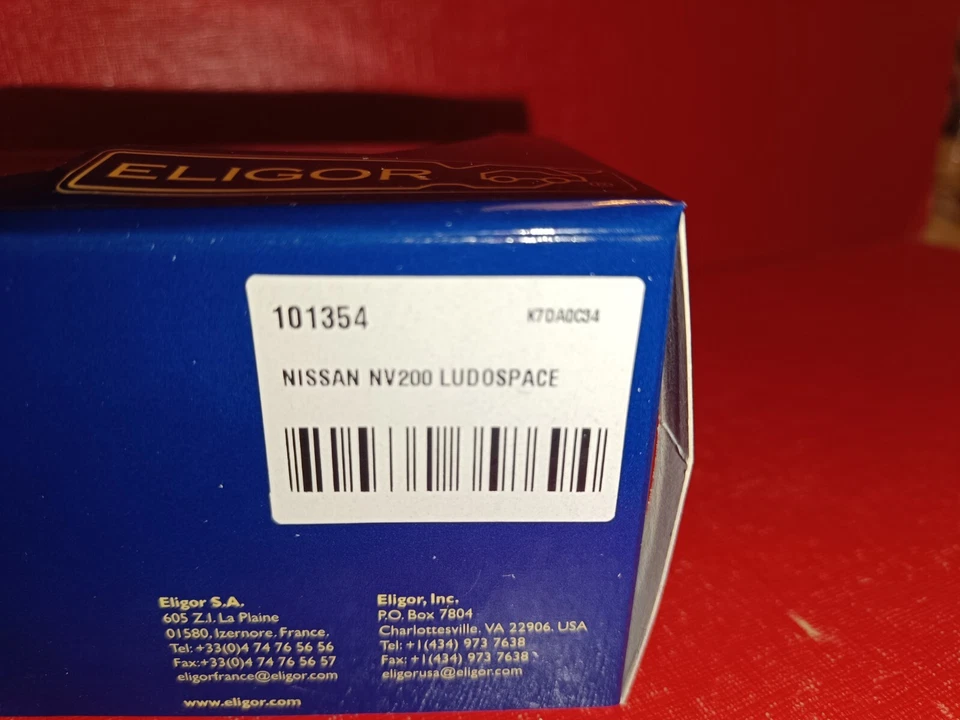 ELIGOR
101354
K7DA0C34
NISSAN NV200 LUDOSPACE
Eligor S.A.
605 Z.I. La Plaine
01580. Izernore. France.
Tel: +33(0)4 74 76 56 56
Fax:+33(0)4 74 76 56 57
eligorfrance@eligor.com
www.eligor.com
Eligor, Inc.
P.O. Box 7804
Charlottesville. VA 22906. USA
Tel: +1(434) 973 7638
Fax: +1(434) 973 7638
eligorusa@eligor.com